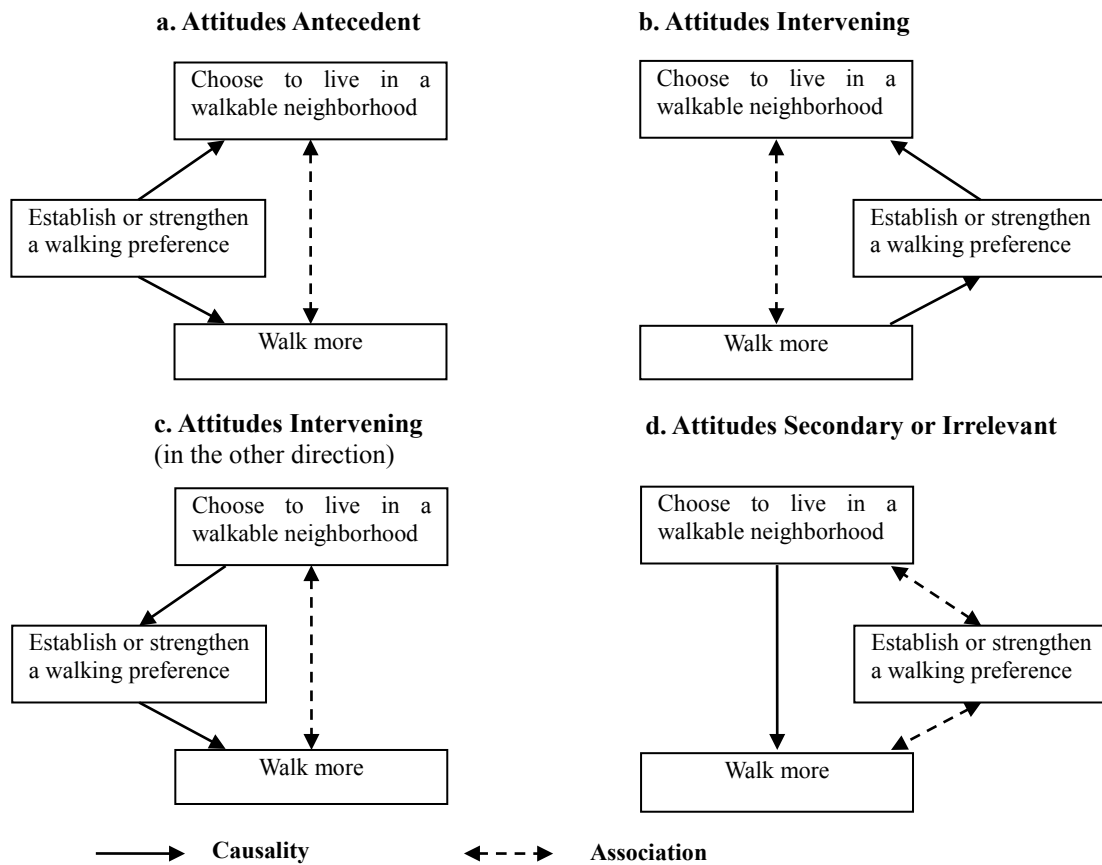 a. Attitudes Antecedent
Choose to live in a
walkable neighborhood
Establish or strengthen
a walking preference
Walk more
b. Attitudes Intervening
Choose to live in a
walkable neighborhood
Establish or strengthen
a walking preference
Walk more
c. Attitudes Intervening
(in the other direction)
Choose to live in a
walkable neighborhood
Establish or strengthen
a walking preference
Walk more
d. Attitudes Secondary or Irrelevant
Choose to live in a
walkable neighborhood
Establish or strengthen
a walking preference
Walk more
Causality
Association